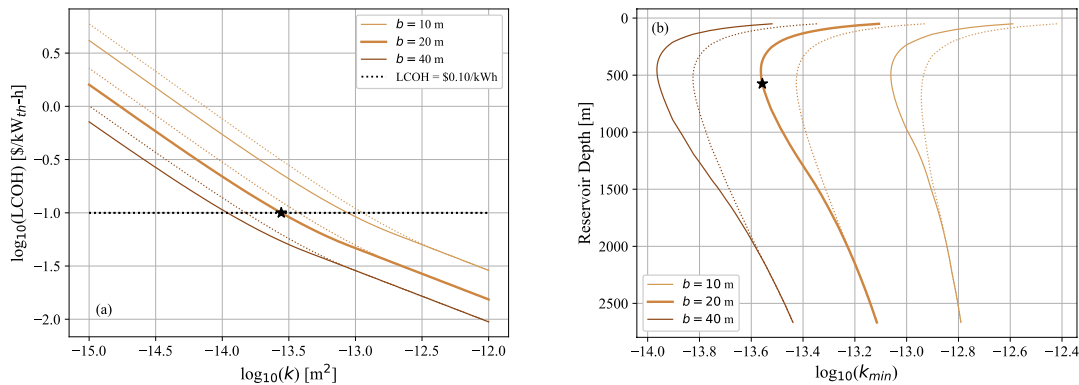 b = 10 m
b = 20 m
b = 40 m
LCOH = $0.10/kWh
0.5
0.0
−0.5
−1.0
−1.5
−2.0
log₁₀(LCOH) [$/kW_th-h]
(a)
−15.0
−14.5
−14.0
−13.5
−13.0
−12.5
−12.0
log₁₀(k) [m²]
(b)
0
500
1000
1500
2000
2500
Reservoir Depth [m]
b = 10 m
b = 20 m
b = 40 m
−14.0
−13.8
−13.6
−13.4
−13.2
−13.0
−12.8
−12.6
−12.4
log₁₀(k_min)